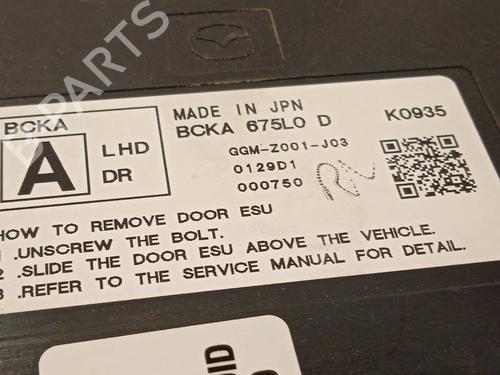 B PARTS
MADE IN JPN
BCKA 675L0 D
K0935
BCKA
A
LHD
DR
GGM-Z001-J03
0129D1
000750
HOW TO REMOVE DOOR ESU
1 .UNSCREW THE BOLT.
2 .SLIDE THE DOOR ESU ABOVE THE VEHICLE.
3 .REFER TO THE SERVICE MANUAL FOR DETAIL.